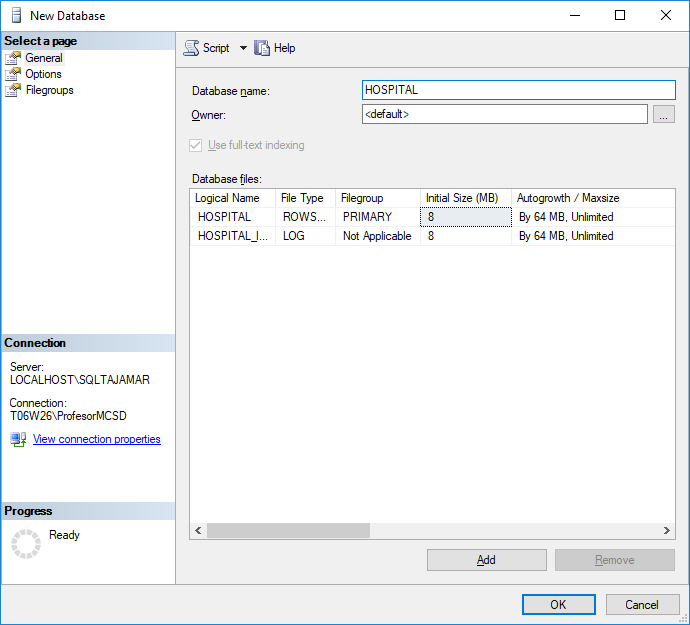 New Database
Select a page
General
Options
Filegroups
Script
Help
Database name:
HOSPITAL
Owner:
<default>
...
Use full-text indexing
Database files:
Logical Name File Type Filegroup Initial Size (MB) Autogrowth / Maxsize
HOSPITAL ROWS... PRIMARY 8 By 64 MB, Unlimited
HOSPITAL_l... LOG Not Applicable 8 By 64 MB, Unlimited
Connection
Server:
LOCALHOST\SQLTAJAMAR
Connection:
T06W26\ProfesorMCSD
View connection properties
Progress
Ready
Add
Remove
OK
Cancel